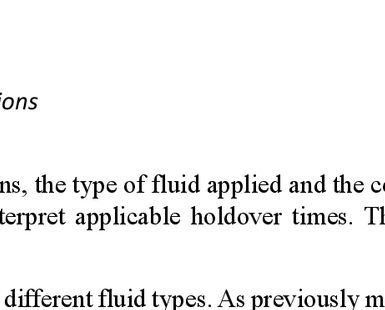 ions
ns, the type of fluid applied and the c
terpret applicable holdover times. Th
different fluid types. As previously m